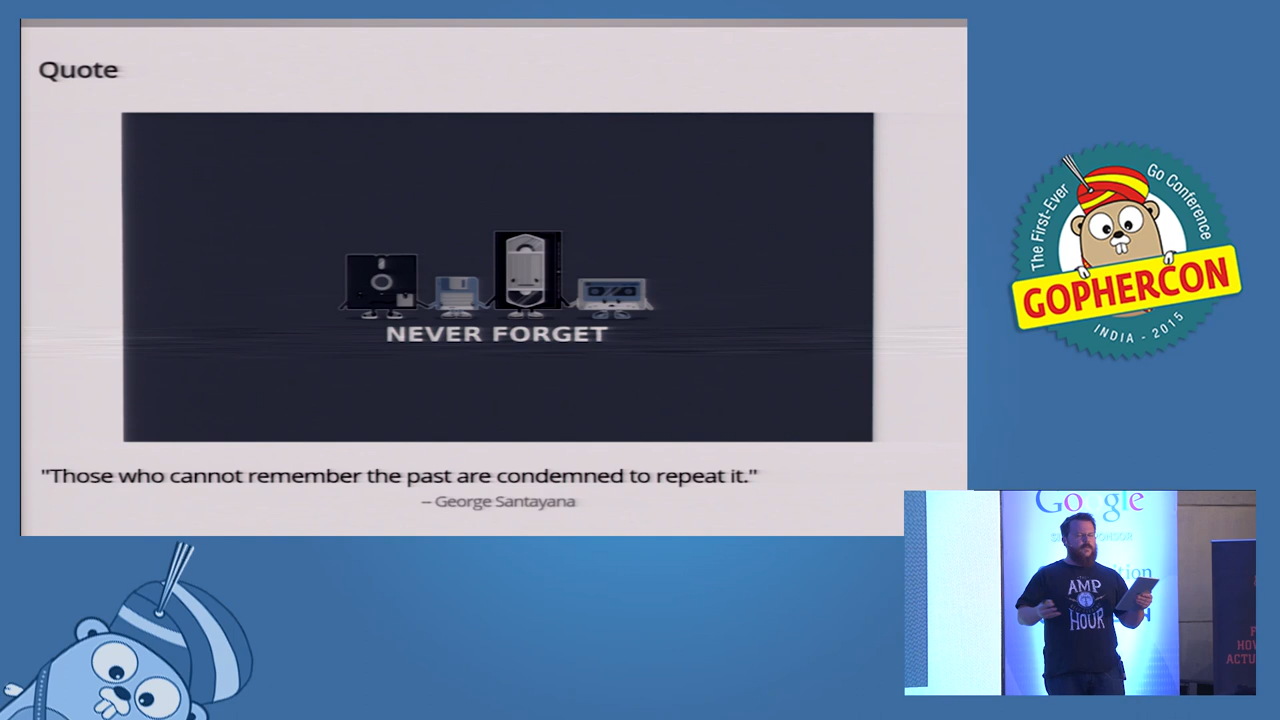 Quote
NEVER FORGET
"Those who cannot remember the past are condemned to repeat it."
– George Santayana
The First-Ever
Go Conference
GOPHERCON
INDIA - 2015
Google
AMP
HOUR